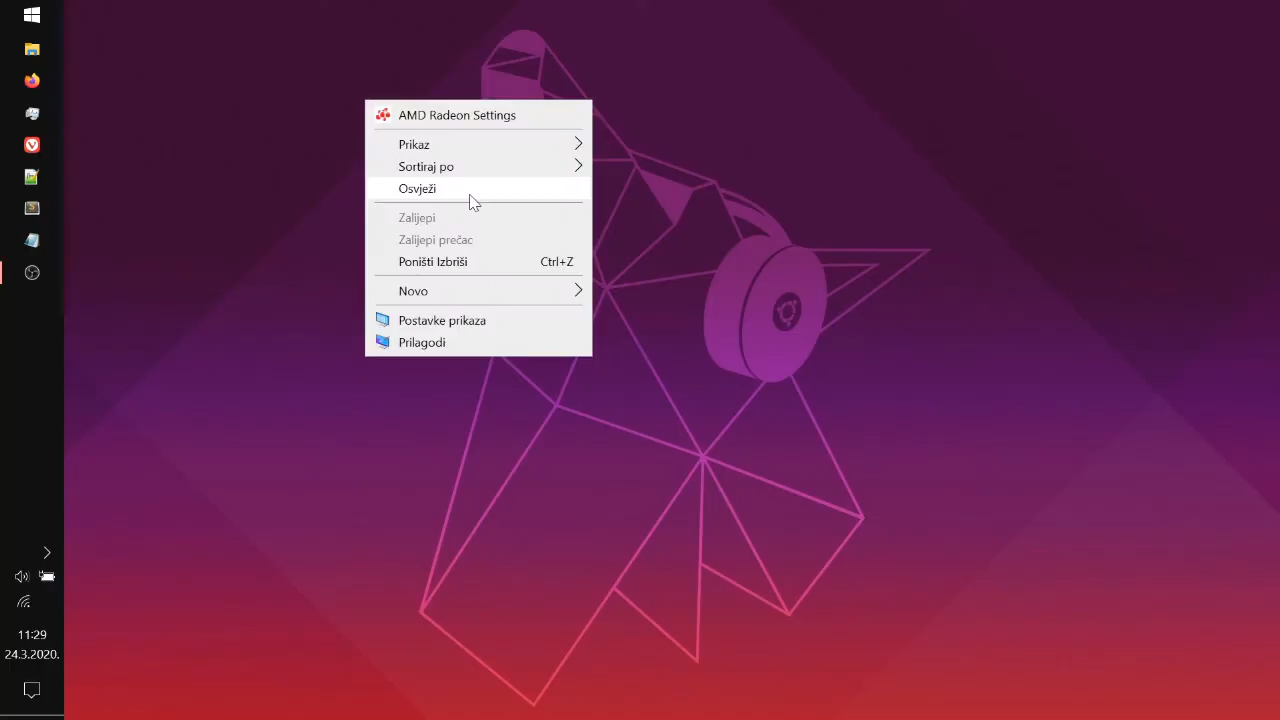 AMD Radeon Settings
Prikaz
Sortiraj po
Osvježi
Zalijepi
Zalijepi prečac
Poništi Izbriši Ctrl+Z
Novo
Postavke prikaza
Prilagodi
11:29
24.3.2020.